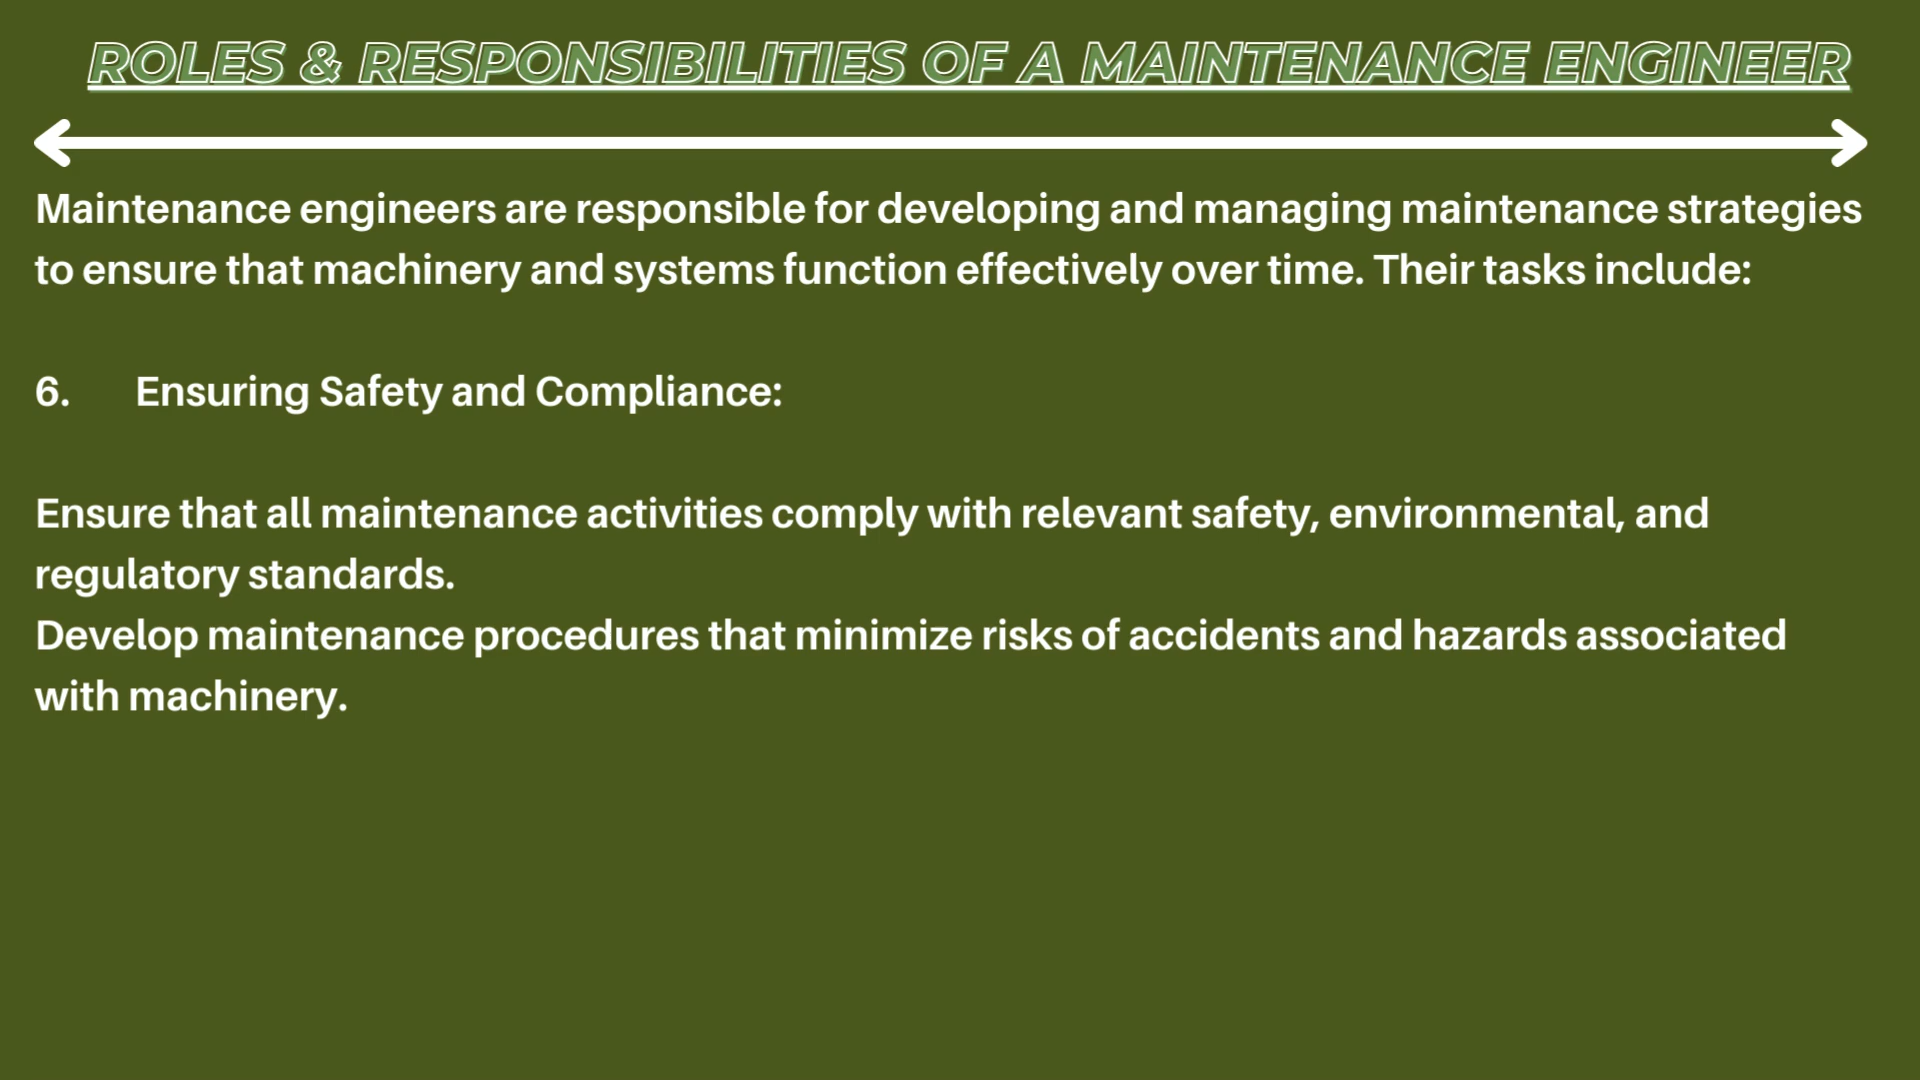 ROLES & RESPONSIBILITIES OF A MAINTENANCE ENGINEER
Maintenance engineers are responsible for developing and managing maintenance strategies
to ensure that machinery and systems function effectively over time. Their tasks include:
6. Ensuring Safety and Compliance:
Ensure that all maintenance activities comply with relevant safety, environmental, and
regulatory standards.
Develop maintenance procedures that minimize risks of accidents and hazards associated
with machinery.